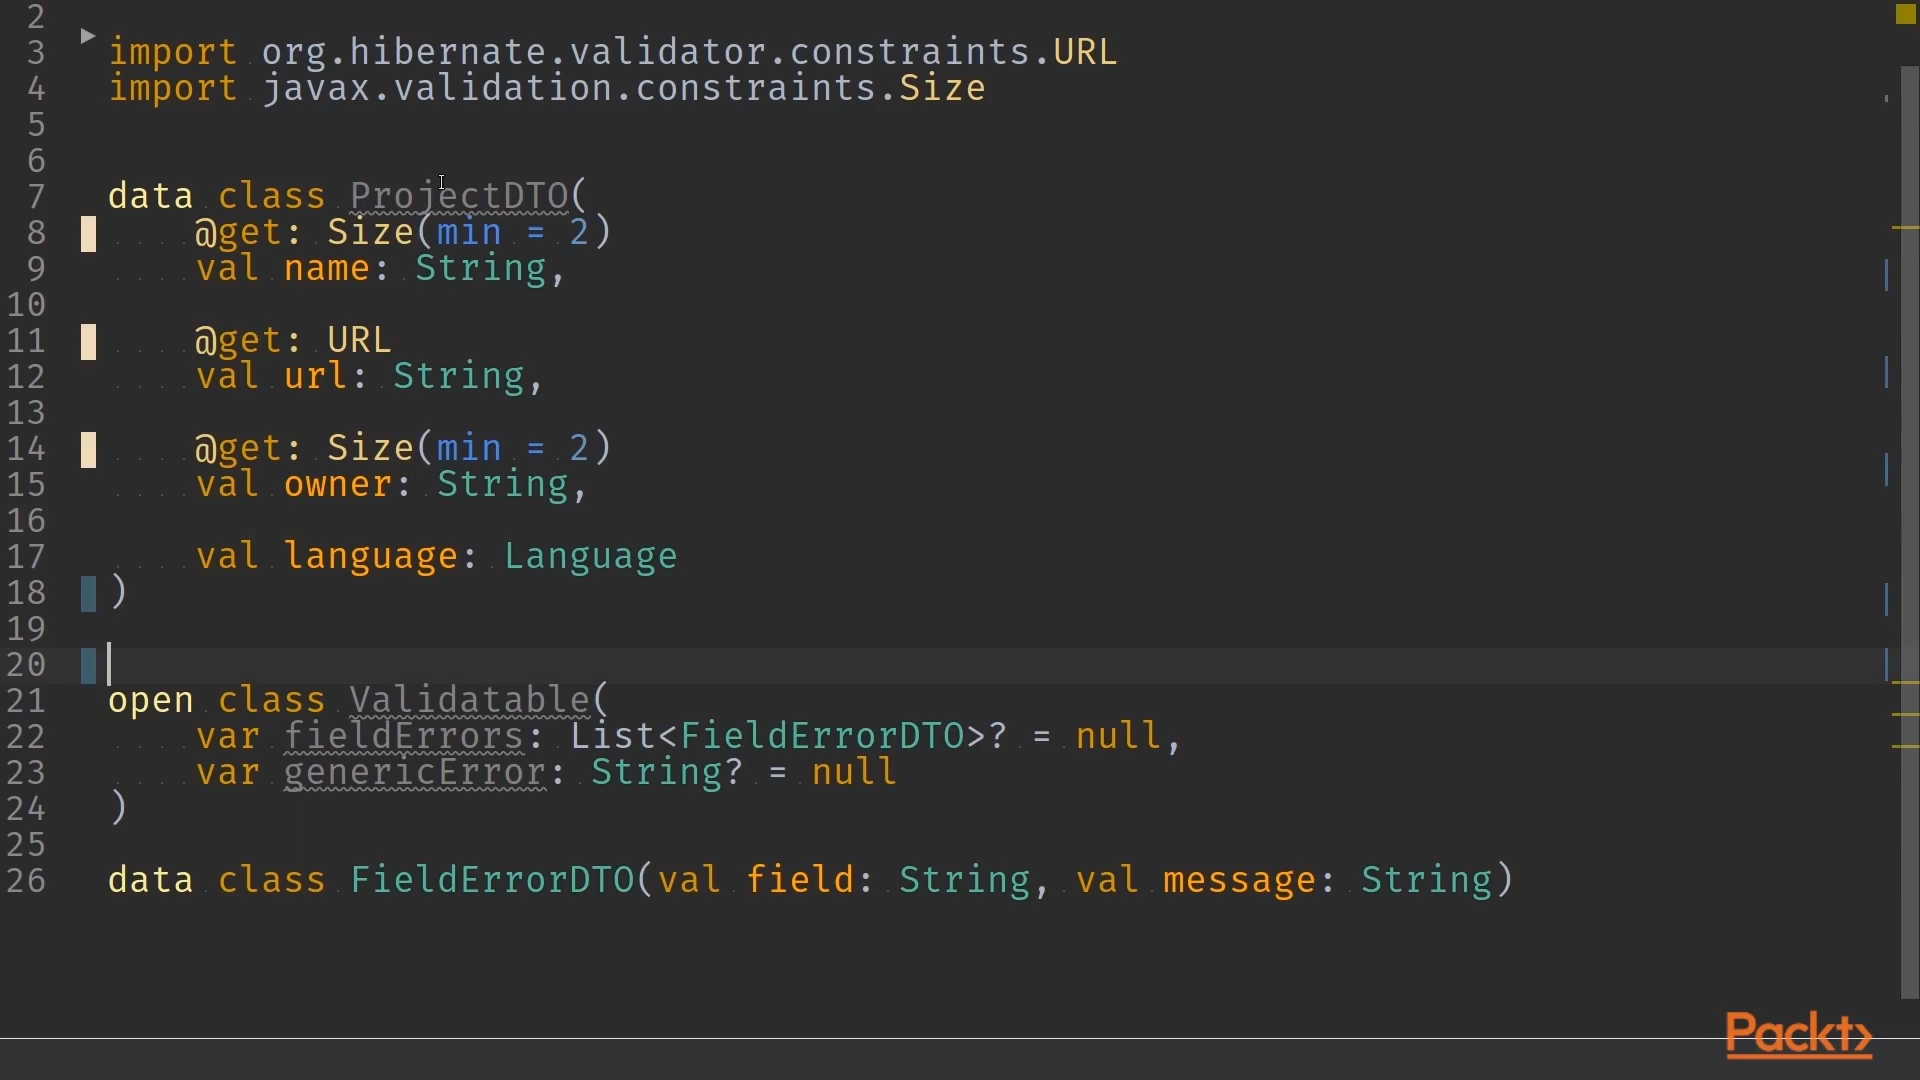 2
3 import org.hibernate.validator.constraints.URL
4 import javax.validation.constraints.Size
5
6
7 data class ProjectDTO(
8     @get: Size(min = 2)
9     val name: String,
10
11     @get: URL
12     val url: String,
13
14     @get: Size(min = 2)
15     val owner: String,
16
17     val language: Language
18 )
19
20
21 open class Validatable(
22     var fieldErrors: List<FieldErrorDTO>? = null,
23     var genericError: String? = null
24 )
25
26 data class FieldErrorDTO(val field: String, val message: String)
Packt>